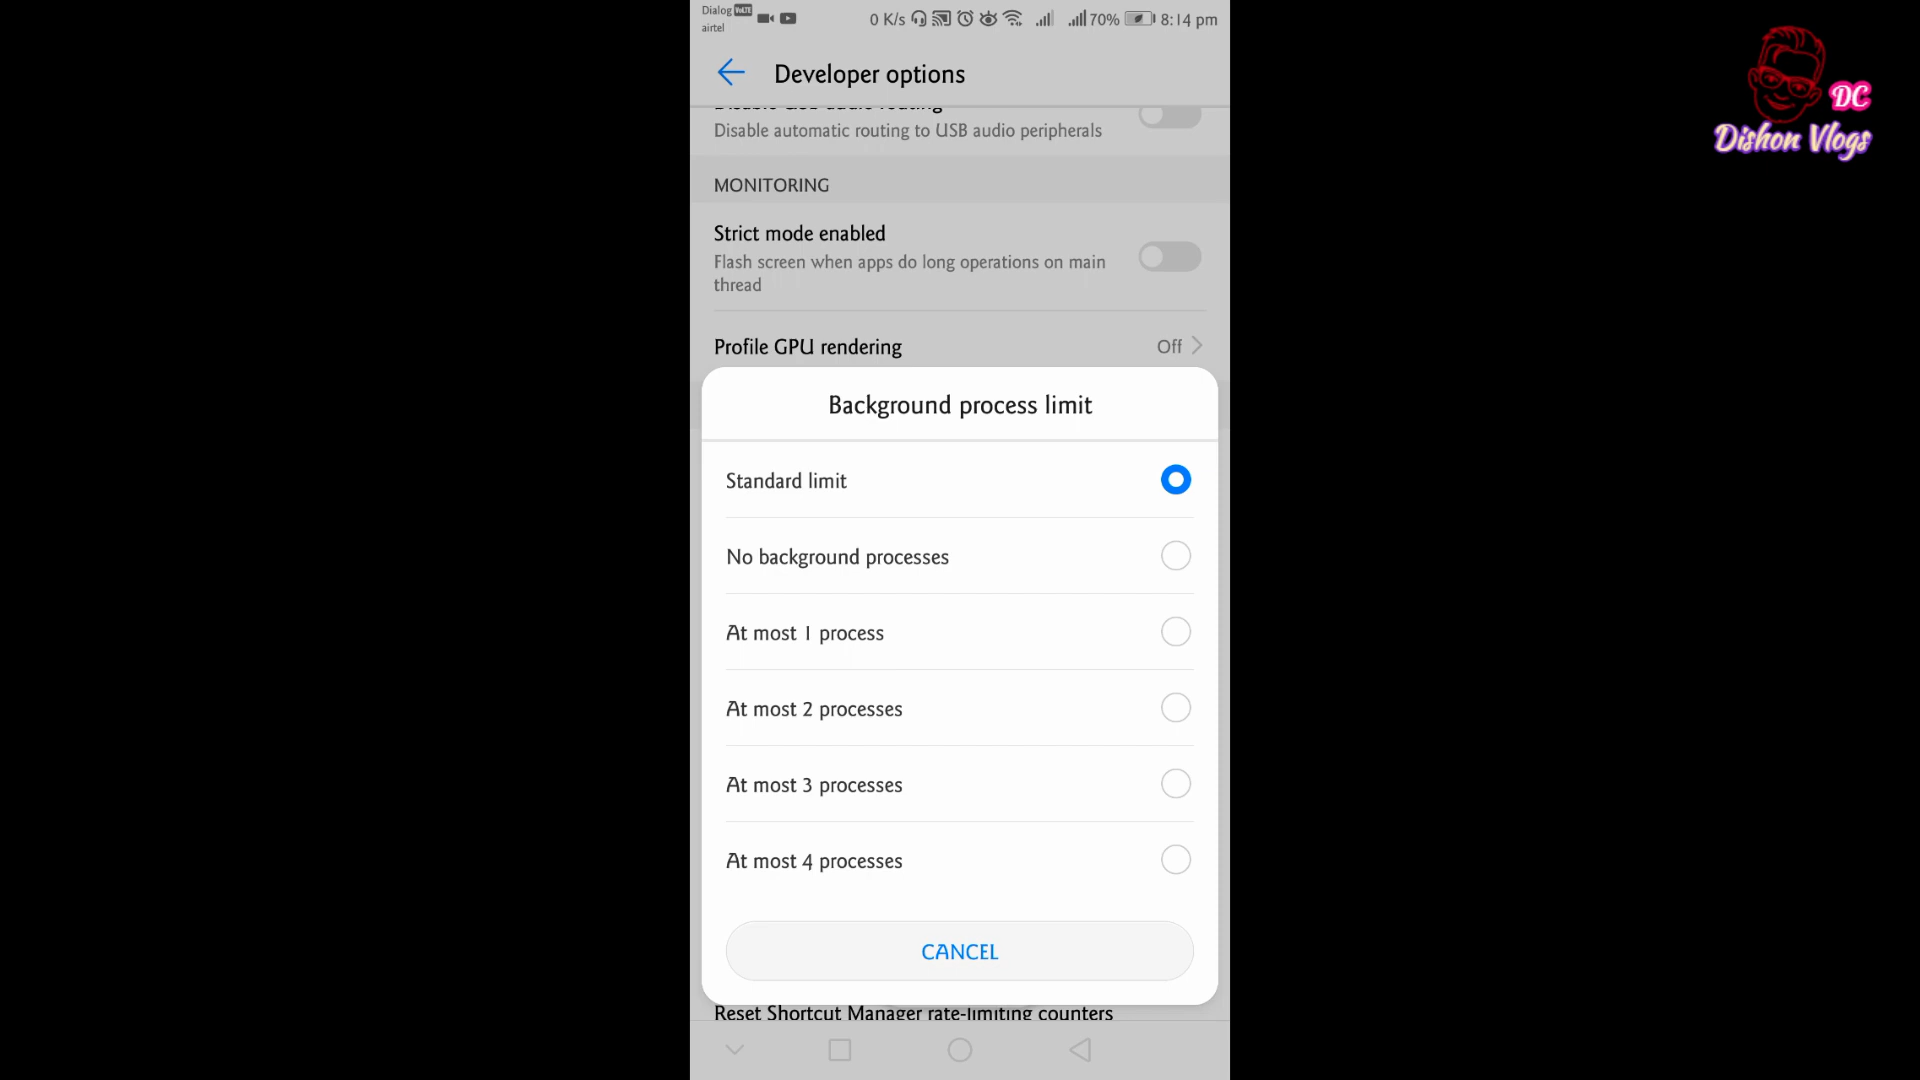 Dialog VoLTE
airtel
0 K/s
70%
8:14 pm
DC
Dishon Vlogs
Developer options
Disable USB audio routing
Disable automatic routing to USB audio peripherals
MONITORING
Strict mode enabled
Flash screen when apps do long operations on main
thread
Profile GPU rendering
Off
Background process limit
Standard limit
No background processes
At most 1 process
At most 2 processes
At most 3 processes
At most 4 processes
CANCEL
Reset Shortcut Manager rate-limiting counters